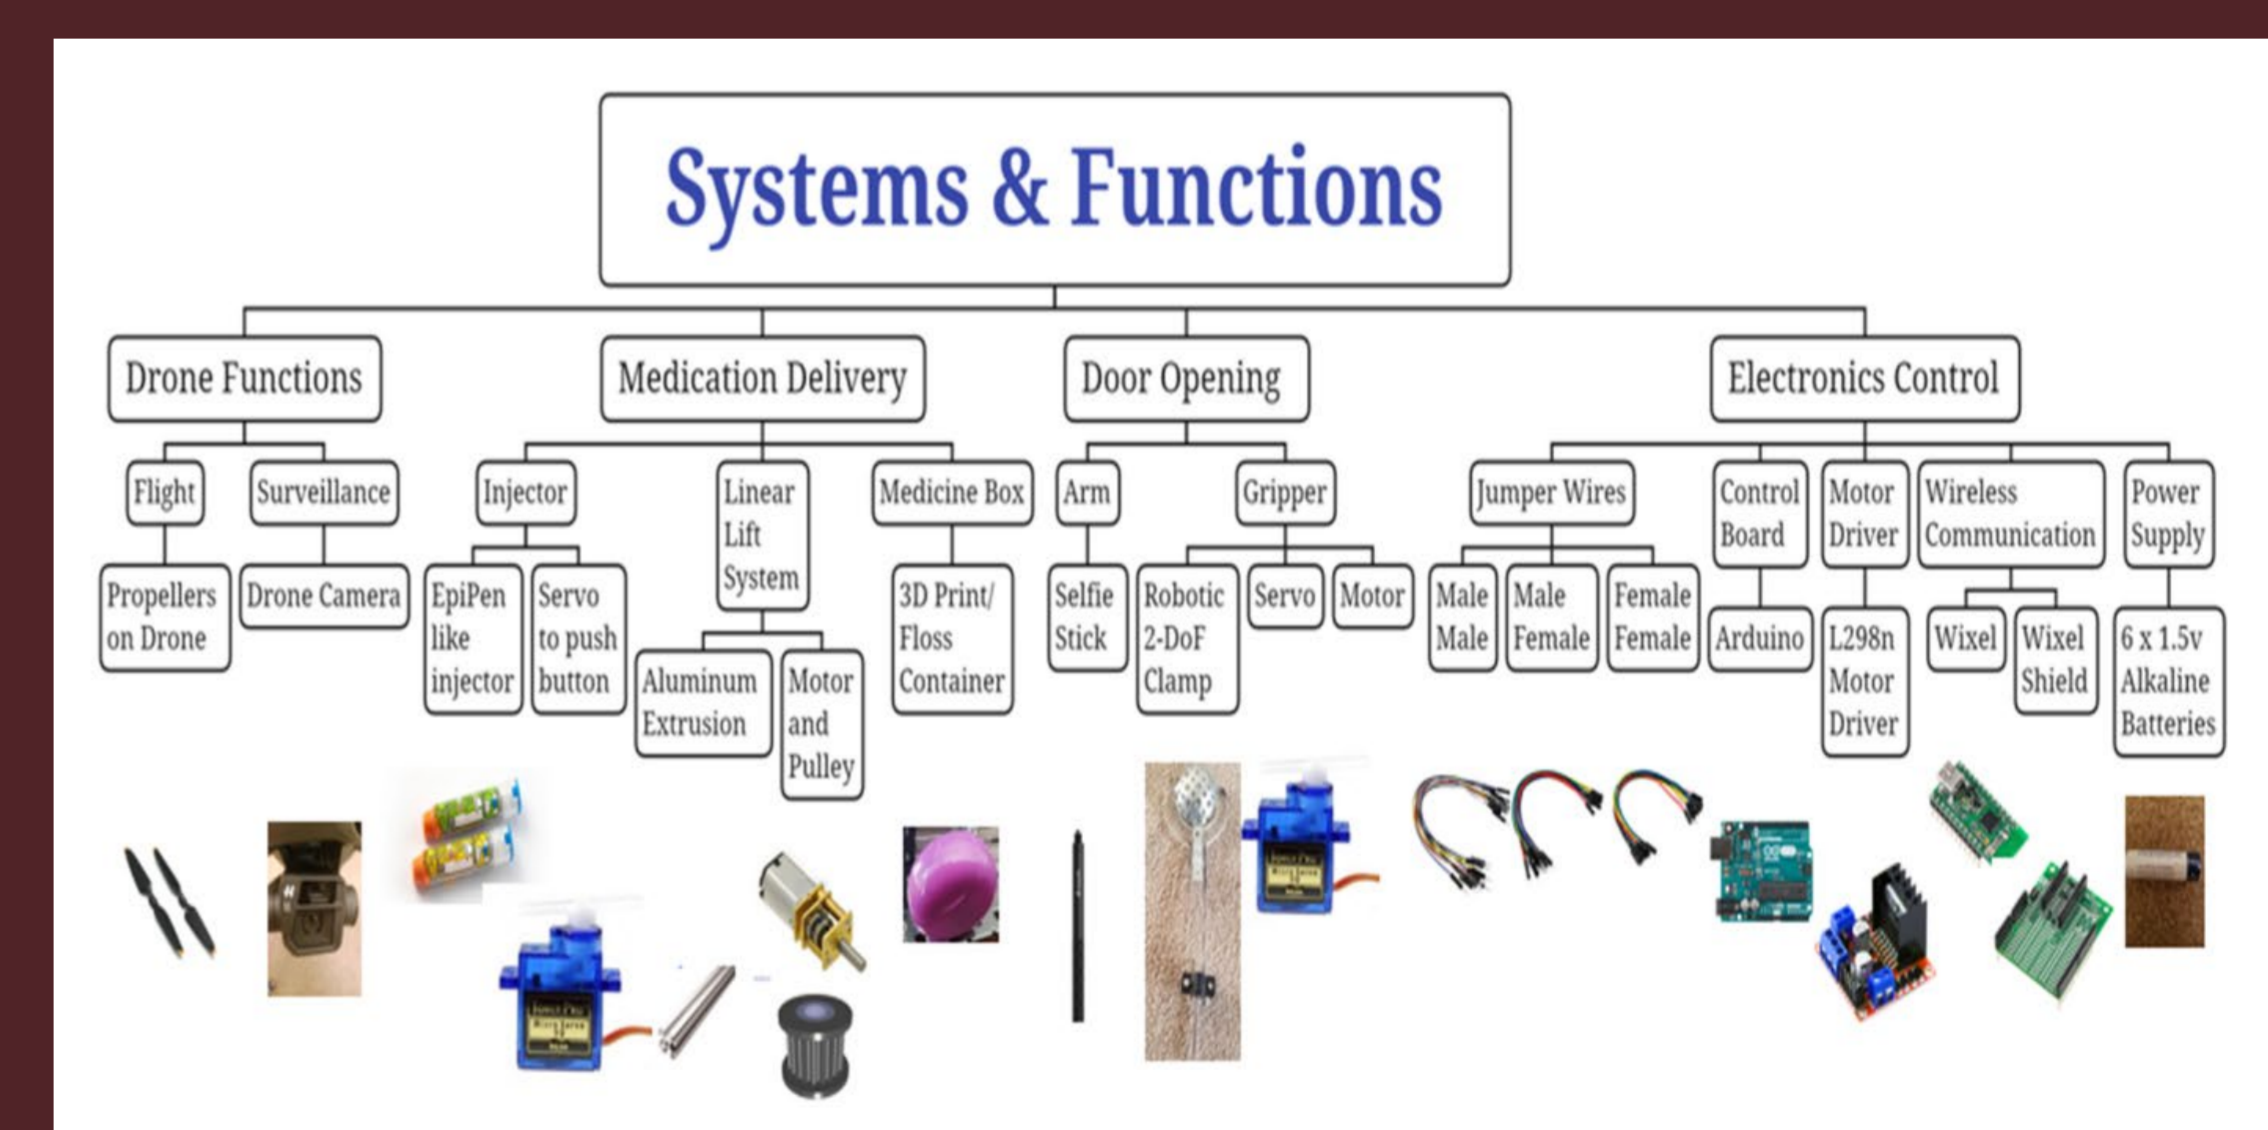 Systems & Functions
Drone Functions
Medication Delivery
Door Opening
Electronics Control
Flight
Surveillance
Injector
Linear
Lift
System
Medicine Box
Arm
Gripper
Jumper Wires
Control
Board
Motor
Driver
Wireless
Communication
Power
Supply
Propellers
on Drone
Drone Camera
EpiPen
like
injector
Servo
to push
button
Aluminum
Extrusion
Motor
and
Pulley
3D Print/
Floss
Container
Selfie
Stick
Robotic
2-DoF
Clamp
Servo
Motor
Male
Male
Male
Female
Female
Female
Arduino
L298n
Motor
Driver
Wixel
Wixel
Shield
6 x 1.5v
Alkaline
Batteries
Micro Servo
Micro Servo